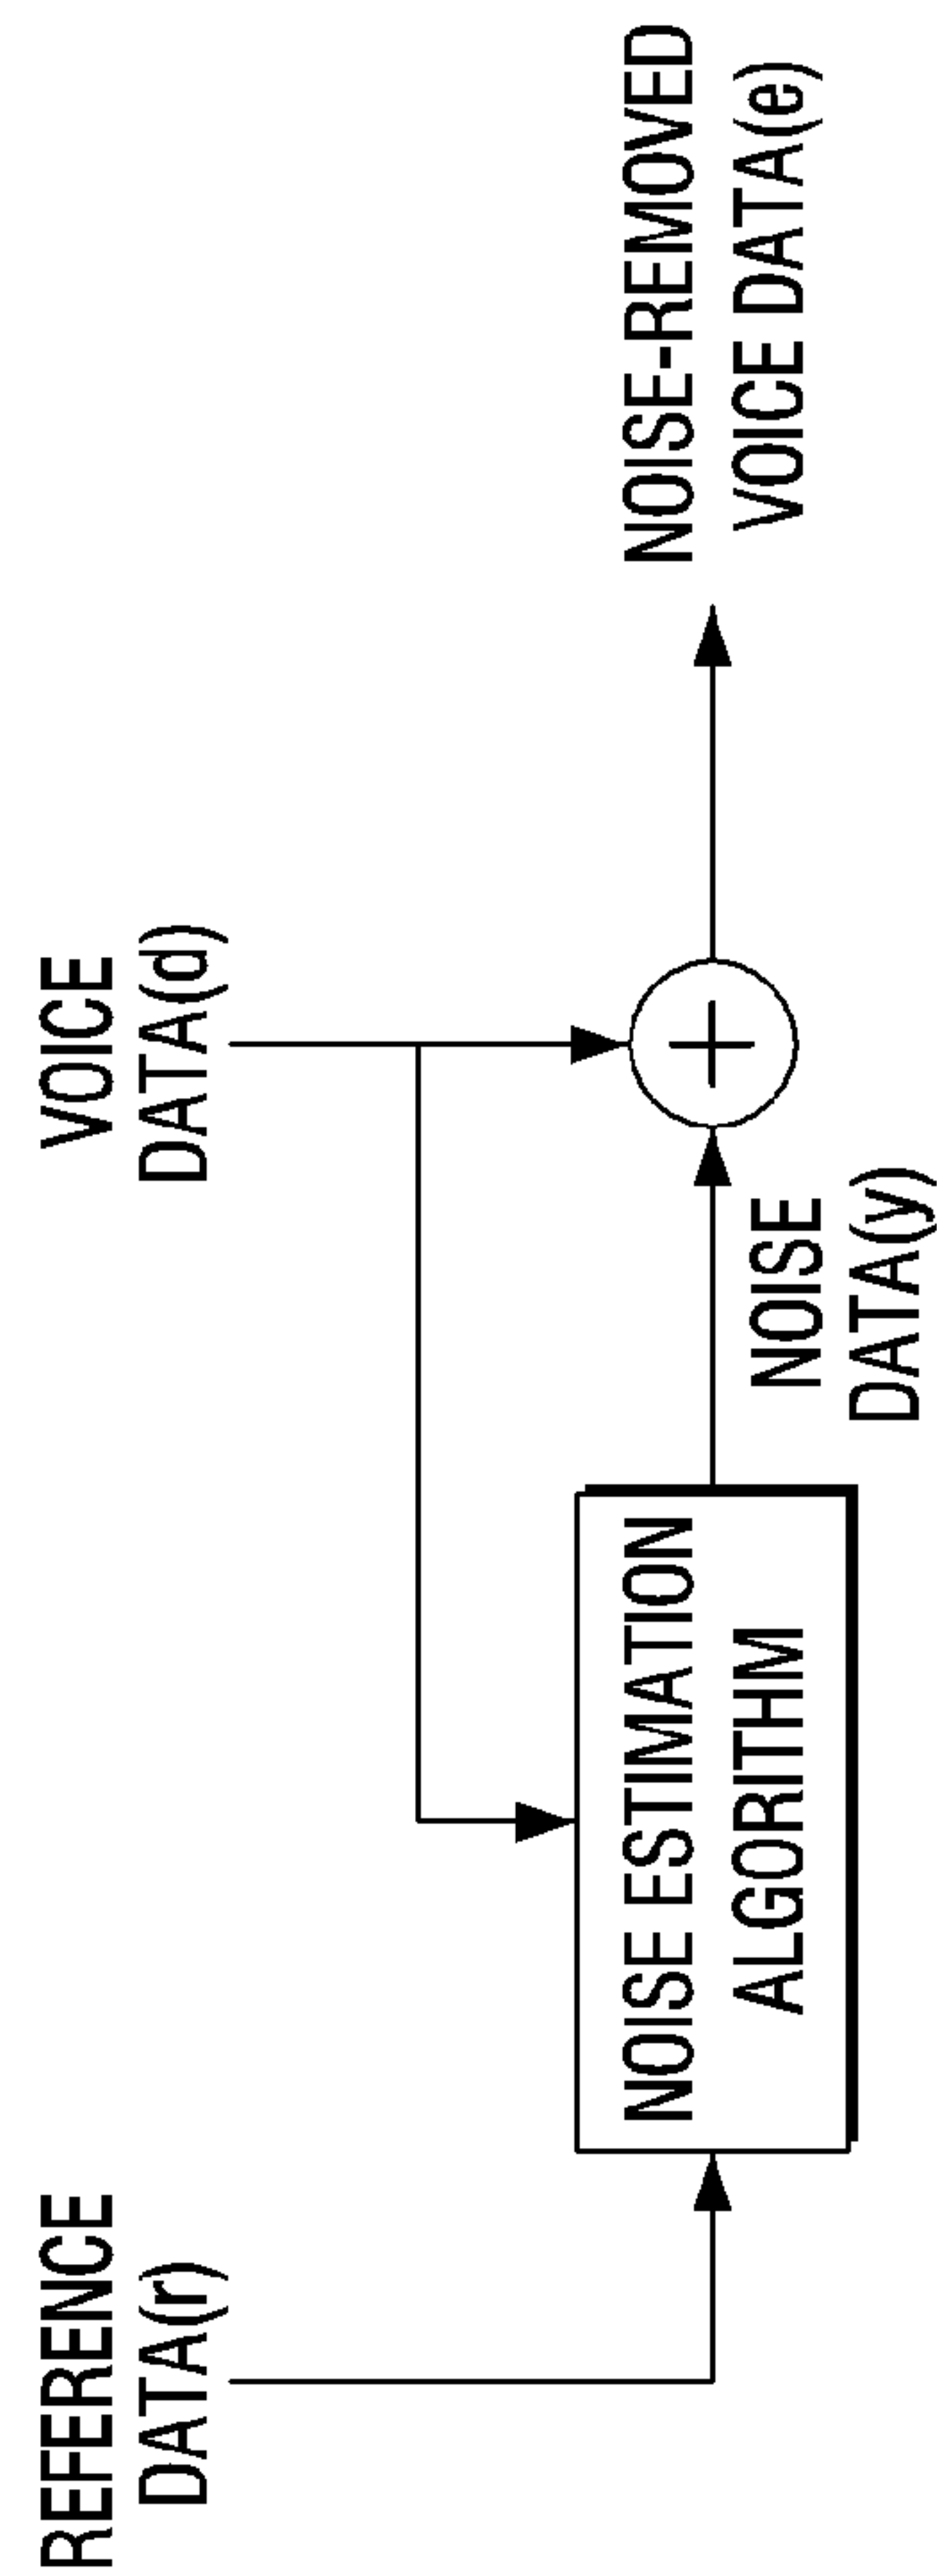 REFERENCE
DATA(r)
VOICE
DATA(d)
NOISE ESTIMATION
ALGORITHM
NOISE
DATA(y)
NOISE-REMOVED
VOICE DATA(e)